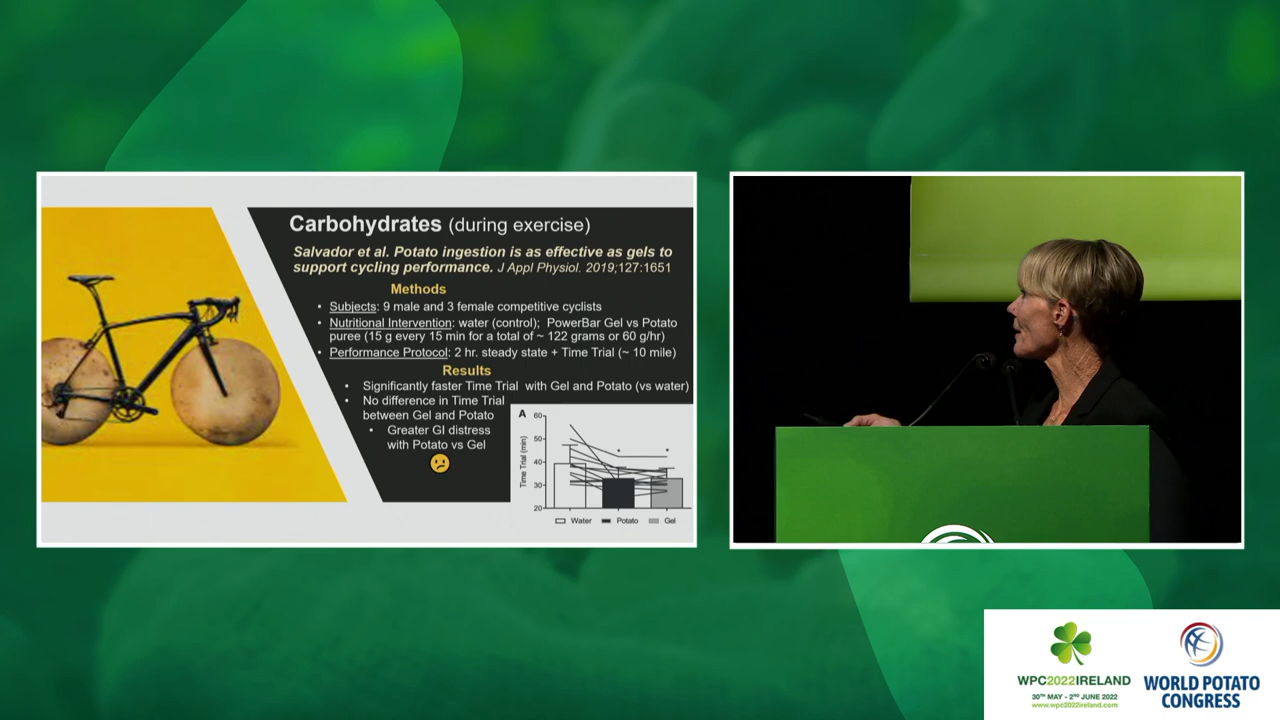 Carbohydrates (during exercise)
Salvador et al. Potato ingestion is as effective as gels to
support cycling performance. J Appl Physiol. 2019;127:1651
Methods
• Subjects: 9 male and 3 female competitive cyclists
• Nutritional Intervention: water (control); PowerBar Gel vs Potato
puree (15 g every 15 min for a total of ~ 122 grams or 60 g/hr)
• Performance Protocol: 2 hr. steady state + Time Trial (~ 10 mile)
Results
• Significantly faster Time Trial with Gel and Potato (vs water)
• No difference in Time Trial
between Gel and Potato
• Greater GI distress
with Potato vs Gel
A
Time Trial (min)
60
50
40
30
20
* *
Water Potato Gel
WPC2022IRELAND
30TH MAY - 2ND JUNE 2022
www.wpc2022ireland.com
WORLD POTATO
CONGRESS